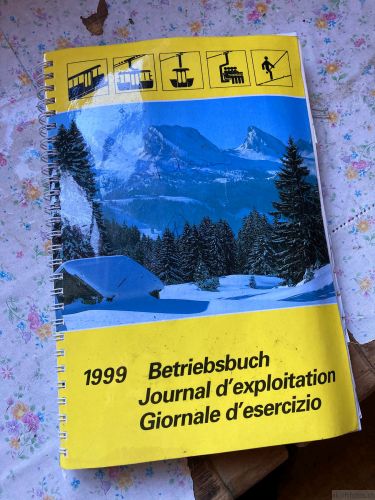 1999 Betriebsbuch
Journal d'exploitation
Giornale d'esercizio